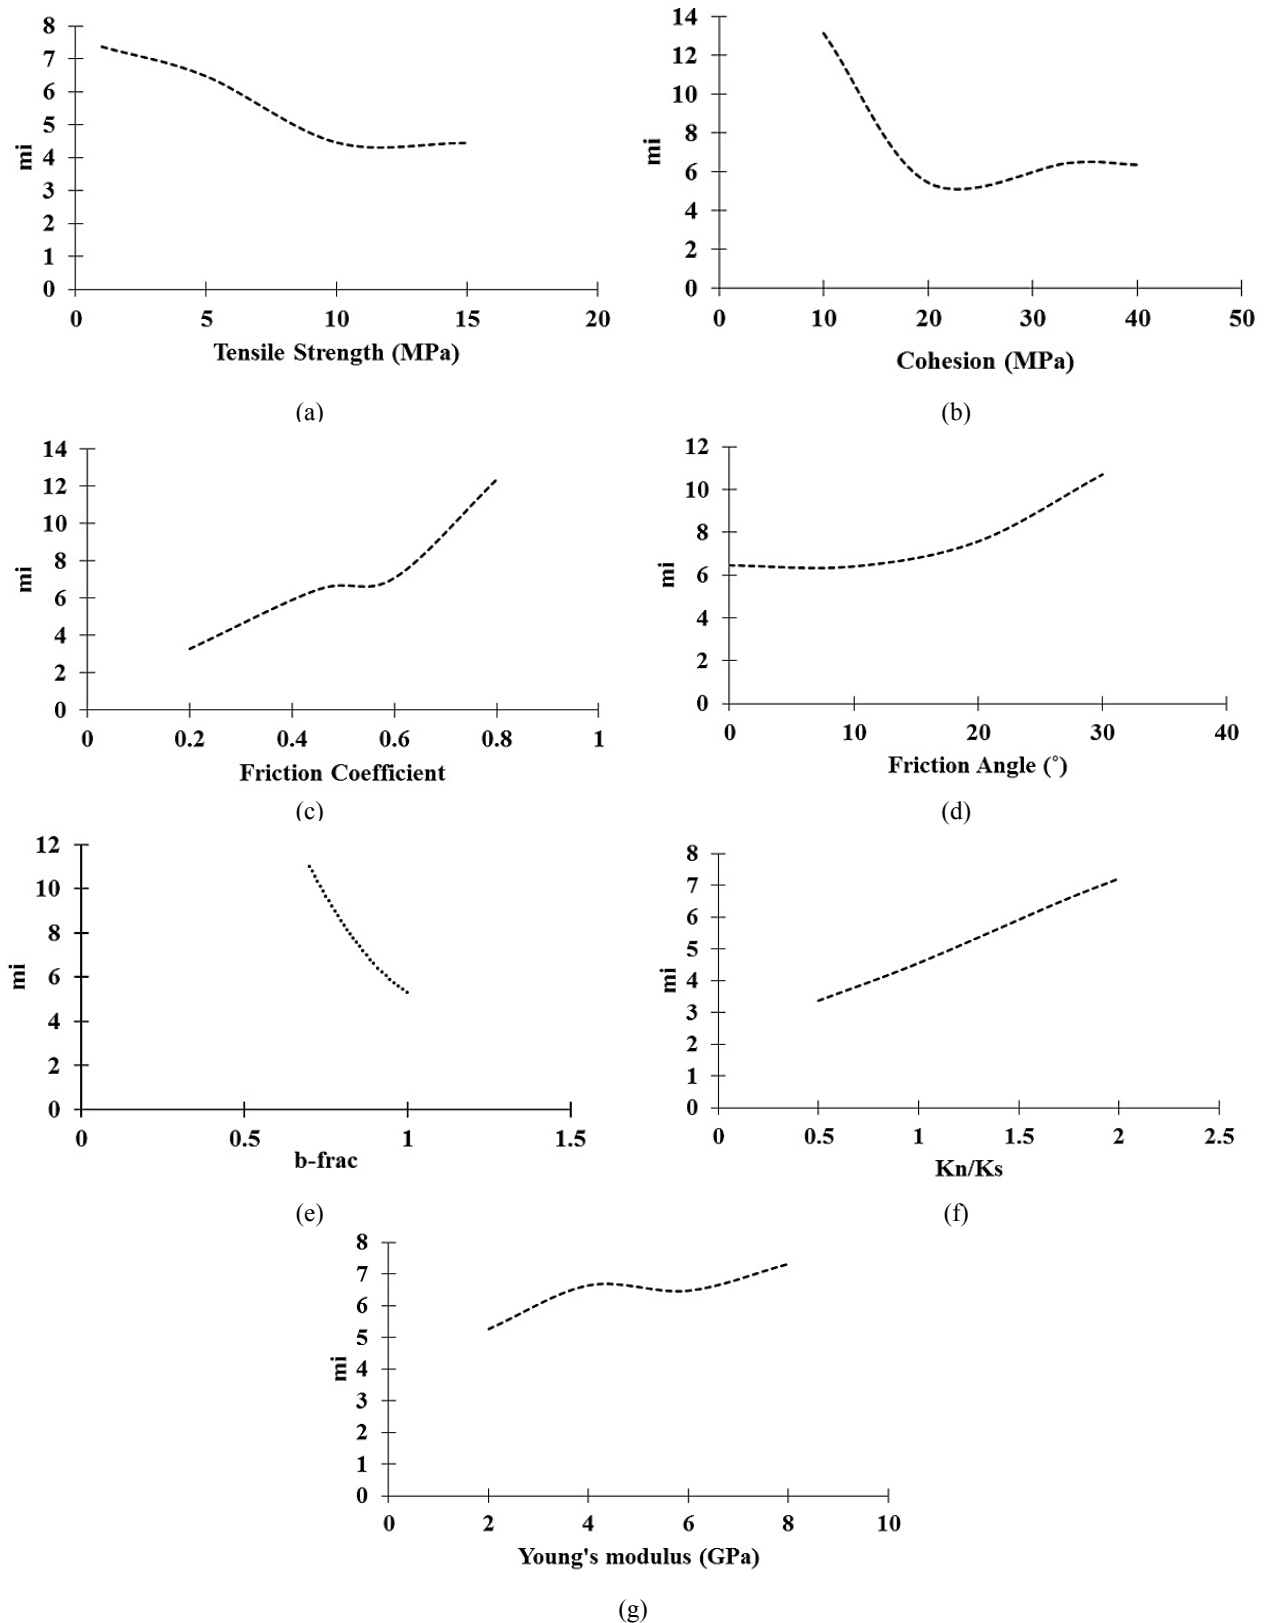 8
7
6
5
4
3
2
1
0
mi
0 5 10 15 20
Tensile Strength (MPa)
(a)
14
12
10
8
6
4
2
0
mi
0 10 20 30 40 50
Cohesion (MPa)
(b)
14
12
10
8
6
4
2
0
mi
0 0.2 0.4 0.6 0.8 1
Friction Coefficient
(c)
12
10
8
6
4
2
0
mi
0 10 20 30 40
Friction Angle (°)
(d)
12
10
8
6
4
2
0
mi
0 0.5 1 1.5
b-frac
(e)
8
7
6
5
4
3
2
1
0
mi
0 0.5 1 1.5 2 2.5
Kn/Ks
(f)
8
7
6
5
4
3
2
1
0
mi
0 2 4 6 8 10
Young's modulus (GPa)
(g)